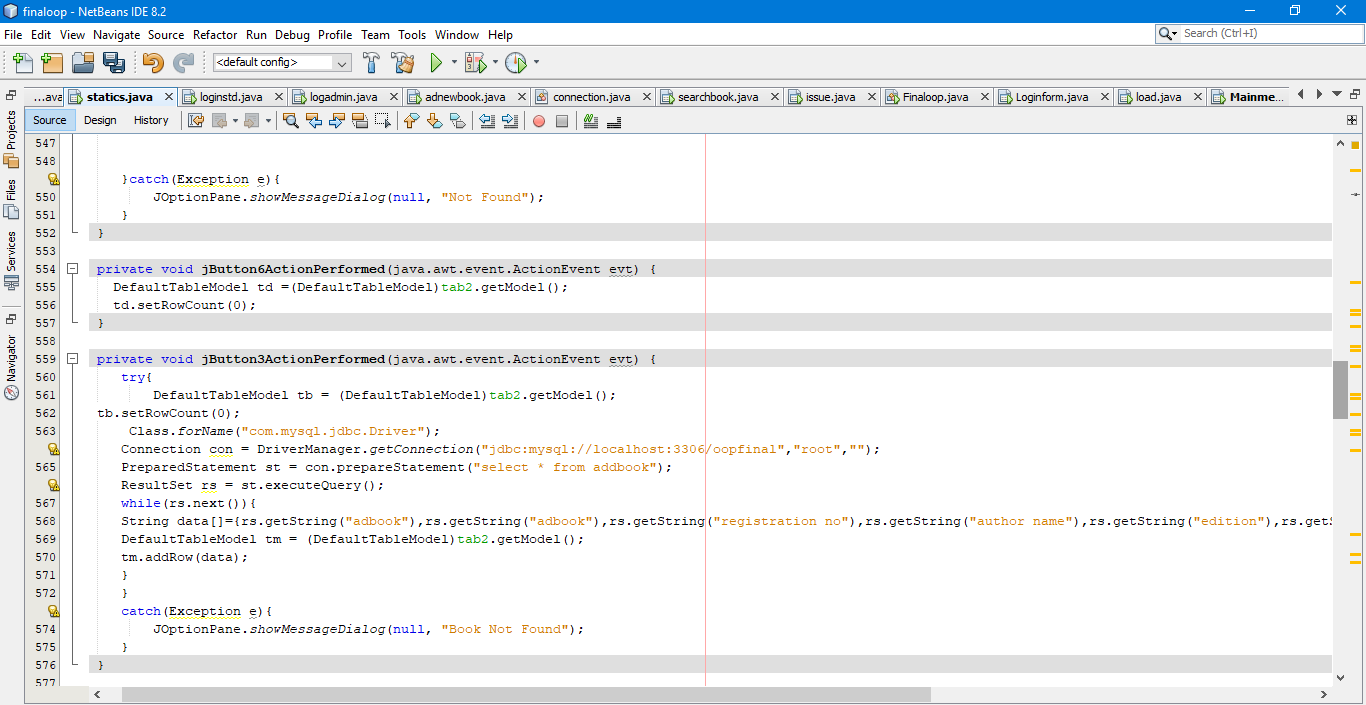 finaloop - NetBeans IDE 8.2
File Edit View Navigate Source Refactor Run Debug Profile Team Tools Window Help
Search (Ctrl+I)
<default config>
...ava statics.java loginstd.java logadmin.java adnewbook.java connection.java searchbook.java issue.java Finaloop.java Loginform.java load.java Mainme...
Source Design History
Projects
Files
Services
Navigator
547
548
}catch(Exception e){
550 JOptionPane.showMessageDialog(null, "Not Found");
551 }
552 }
553
554 private void jButton6ActionPerformed(java.awt.event.ActionEvent evt) {
555 DefaultTableModel td =(DefaultTableModel)tab2.getModel();
556 td.setRowCount(0);
557 }
558
559 private void jButton3ActionPerformed(java.awt.event.ActionEvent evt) {
560 try{
561 DefaultTableModel tb = (DefaultTableModel)tab2.getModel();
562 tb.setRowCount(0);
563 Class.forName("com.mysql.jdbc.Driver");
Connection con = DriverManager.getConnection("jdbc:mysql://localhost:3306/oopfinal","root","");
565 PreparedStatement st = con.prepareStatement("select * from addbook");
ResultSet rs = st.executeQuery();
567 while(rs.next()){
568 String data[]={rs.getString("adbook"),rs.getString("adbook"),rs.getString("registration no"),rs.getString("author name"),rs.getString("edition"),rs.get
569 DefaultTableModel tm = (DefaultTableModel)tab2.getModel();
570 tm.addRow(data);
571 }
572 }
catch(Exception e){
574 JOptionPane.showMessageDialog(null, "Book Not Found");
575 }
576 }
577